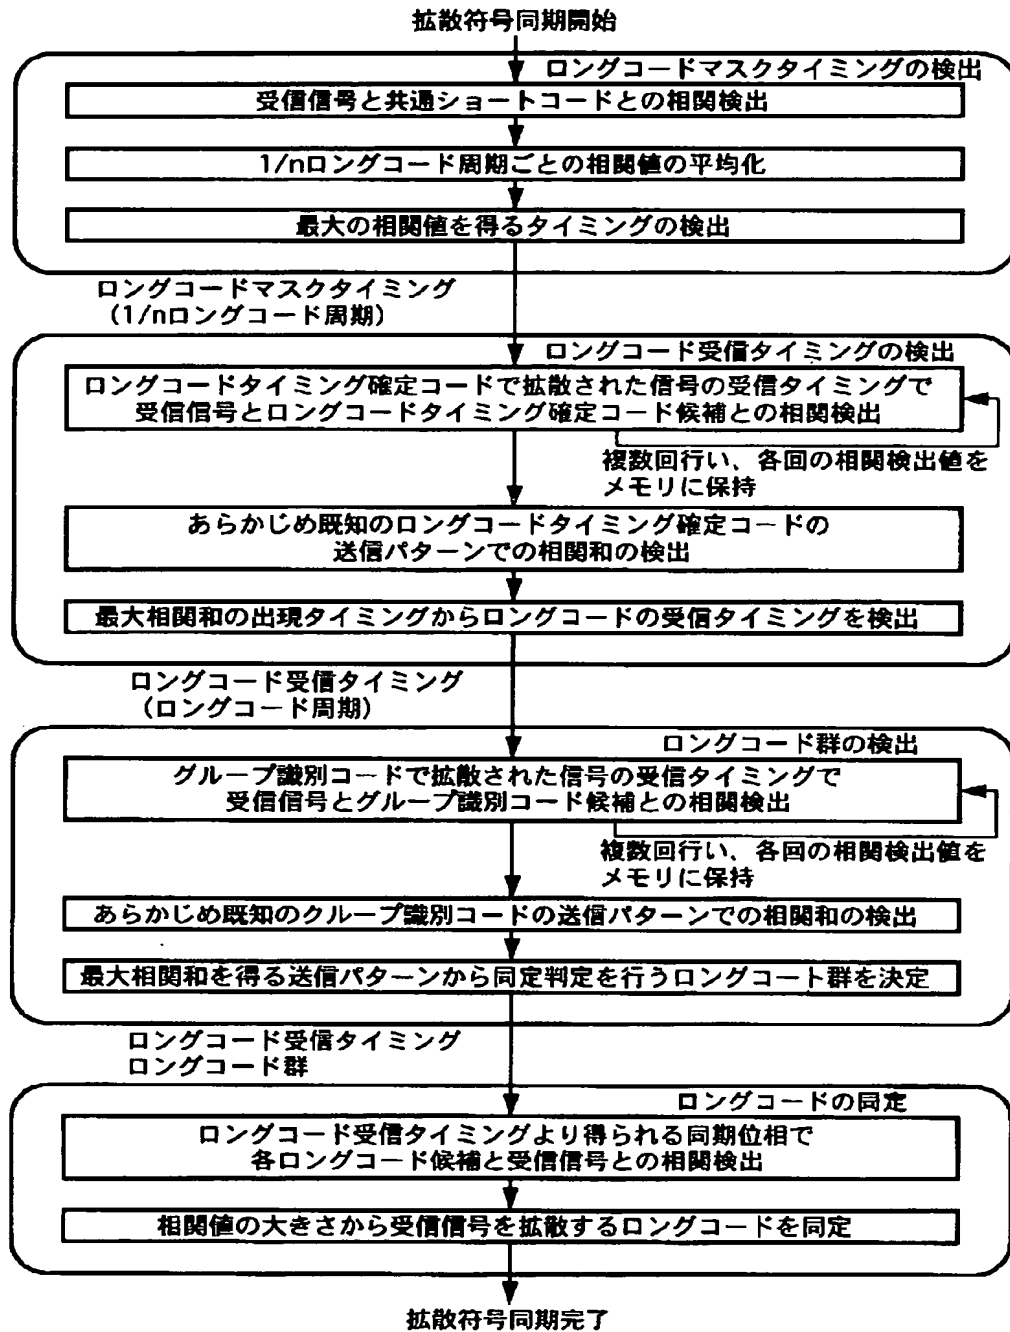 拡散符号同期開始
ロングコードマスクタイミングの検出
受信信号と共通ショートコードとの相関検出
1/nロングコード周期ごとの相関値の平均化
最大の相関値を得るタイミングの検出
ロングコードマスクタイミング
（1/nロングコード周期）
ロングコード受信タイミングの検出
ロングコードタイミング確定コードで拡散された信号の受信タイミングで
受信信号とロングコードタイミング確定コード候補との相関検出
複数回行い、各回の相関検出値を
メモリに保持
あらかじめ既知のロングコードタイミング確定コードの
送信パターンでの相関和の検出
最大相関和の出現タイミングからロングコードの受信タイミングを検出
ロングコード受信タイミング
（ロングコード周期）
ロングコード群の検出
グループ識別コードで拡散された信号の受信タイミングで
受信信号とグループ識別コード候補との相関検出
複数回行い、各回の相関検出値を
メモリに保持
あらかじめ既知のクループ識別コードの送信パターンでの相関和の検出
最大相関和を得る送信パターンから同定判定を行うロングコート群を決定
ロングコード受信タイミング
ロングコード群
ロングコードの同定
ロングコード受信タイミングより得られる同期位相で
各ロングコード候補と受信信号との相関検出
相関値の大きさから受信信号を拡散するロングコードを同定
拡散符号同期完了